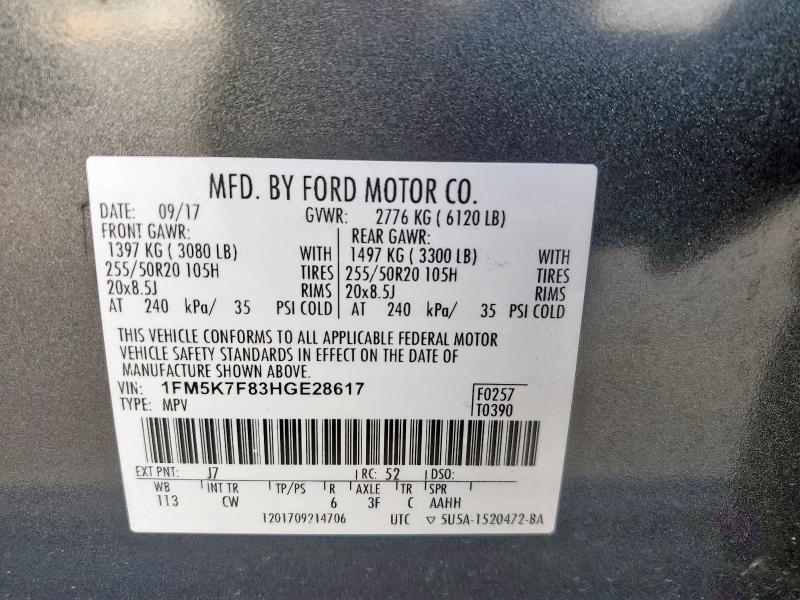 MFD. BY FORD MOTOR CO.
DATE: 09/17 GVWR: 2776 KG ( 6120 LB)
FRONT GAWR: REAR GAWR:
1397 KG ( 3080 LB) WITH 1497 KG ( 3300 LB) WITH
255/50R20 105H TIRES 255/50R20 105H TIRES
20x8.5J RIMS 20x8.5J RIMS
AT 240 kPa/ 35 PSI COLD AT 240 kPa/ 35 PSI COLD
THIS VEHICLE CONFORMS TO ALL APPLICABLE FEDERAL MOTOR
VEHICLE SAFETY STANDARDS IN EFFECT ON THE DATE OF
MANUFACTURE SHOWN ABOVE.
VIN: 1FM5K7F83HGE28617 F0257
TYPE: MPV T0390
EXT PNT: J7 RC: 52 DSO:
WB INT TR TP/PS R AXLE TR SPR
113 CW 6 3F C AAHH
1201709214706 UTC ▽ 5U5A-1520472-BA